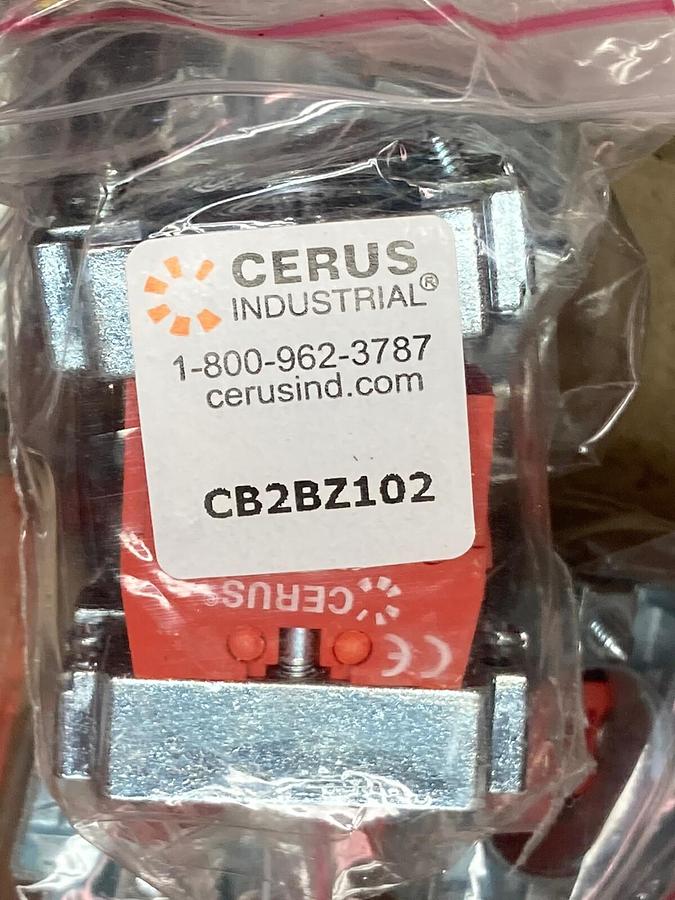 CERUS
INDUSTRIAL®
1-800-962-3787
cerusind.com
CB2BZ102
CERUS®
CE